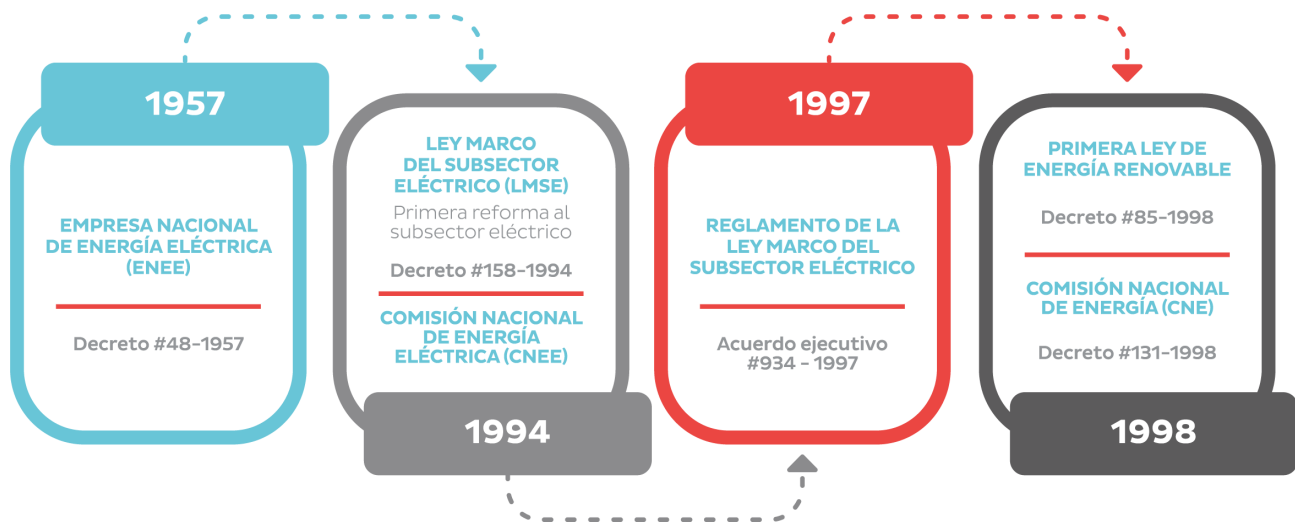 1957
EMPRESA NACIONAL
DE ENERGÍA ELÉCTRICA
(ENEE)
Decreto #48-1957
LEY MARCO
DEL SUBSECTOR
ELÉCTRICO (LMSE)
Primera reforma al
subsector eléctrico
Decreto #158-1994
COMISIÓN NACIONAL
DE ENERGÍA
ELÉCTRICA (CNEE)
1994
1997
REGLAMENTO DE LA
LEY MARCO DEL
SUBSECTOR ELÉCTRICO
Acuerdo ejecutivo
#934 - 1997
PRIMERA LEY DE
ENERGÍA RENOVABLE
Decreto #85-1998
COMISIÓN NACIONAL
DE ENERGÍA (CNE)
Decreto #131-1998
1998